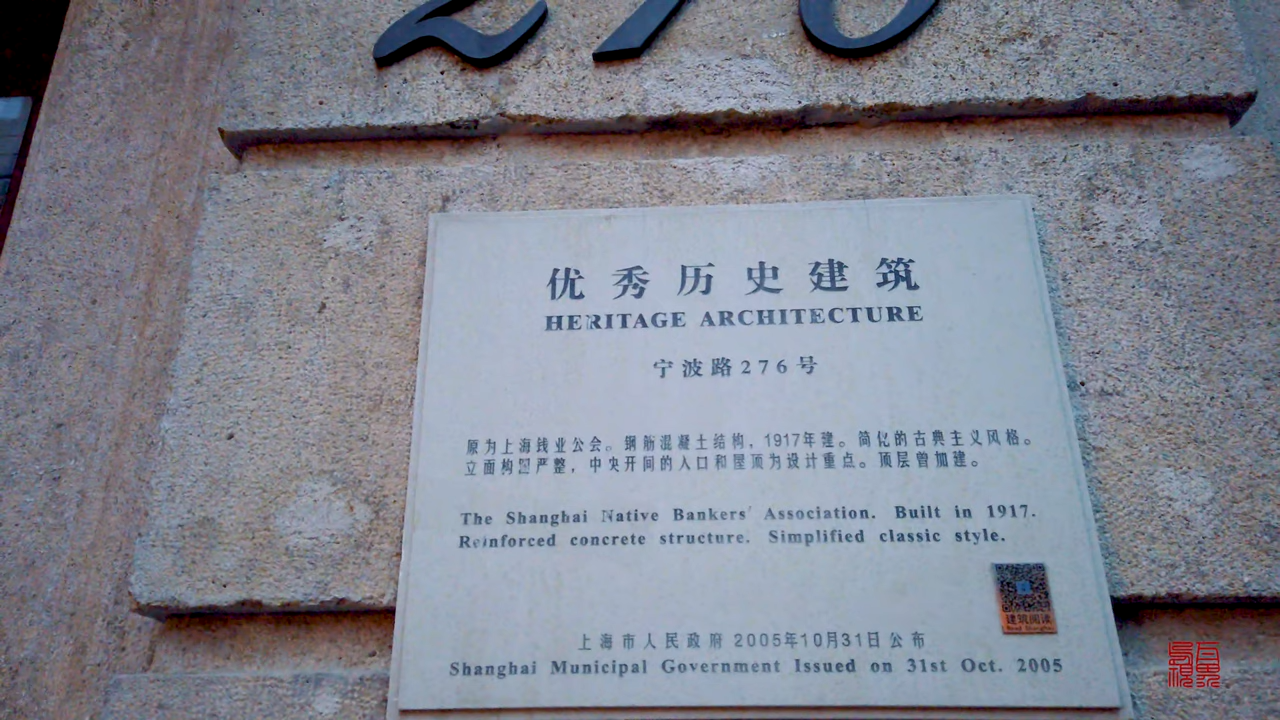 276
优秀历史建筑
HERITAGE ARCHITECTURE
宁波路276号
原为上海钱业公会。钢筋混凝土结构，1917年建。简化的古典主义风格。
立面构图严整，中央开间的入口和屋顶为设计重点。顶层曾加建。
The Shanghai Native Bankers' Association. Built in 1917.
Reinforced concrete structure. Simplified classic style.
建筑阅读
上海市人民政府 2005年10月31日公布
Shanghai Municipal Government Issued on 31st Oct. 2005